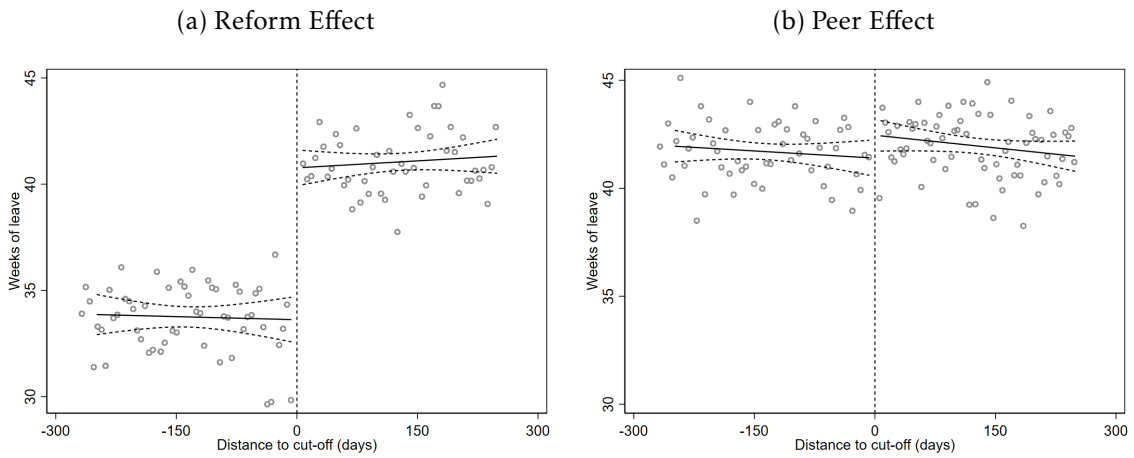 (a) Reform Effect
45
40
35
30
Weeks of leave
-300 -150 0 150 300
Distance to cut-off (days)
(b) Peer Effect
45
40
35
30
Weeks of leave
-300 -150 0 150 300
Distance to cut-off (days)